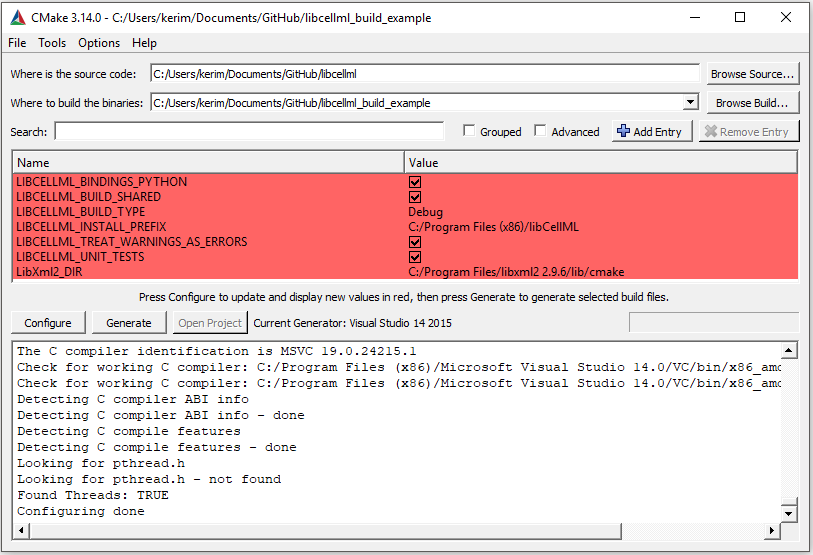 CMake 3.14.0 - C:/Users/kerim/Documents/GitHub/libcellml_build_example
File Tools Options Help
Where is the source code: C:/Users/kerim/Documents/GitHub/libcellml Browse Source...
Where to build the binaries: C:/Users/kerim/Documents/GitHub/libcellml_build_example Browse Build...
Search: Grouped Advanced Add Entry Remove Entry
Name Value
LIBCELLML_BINDINGS_PYTHON
LIBCELLML_BUILD_SHARED
LIBCELLML_BUILD_TYPE Debug
LIBCELLML_INSTALL_PREFIX C:/Program Files (x86)/libCellML
LIBCELLML_TREAT_WARNINGS_AS_ERRORS
LIBCELLML_UNIT_TESTS
LibXml2_DIR C:/Program Files/libxml2 2.9.6/lib/cmake
Press Configure to update and display new values in red, then press Generate to generate selected build files.
Configure Generate Open Project Current Generator: Visual Studio 14 2015
The C compiler identification is MSVC 19.0.24215.1
Check for working C compiler: C:/Program Files (x86)/Microsoft Visual Studio 14.0/VC/bin/x86_amd
Check for working C compiler: C:/Program Files (x86)/Microsoft Visual Studio 14.0/VC/bin/x86_amd
Detecting C compiler ABI info
Detecting C compiler ABI info - done
Detecting C compile features
Detecting C compile features - done
Looking for pthread.h
Looking for pthread.h - not found
Found Threads: TRUE
Configuring done